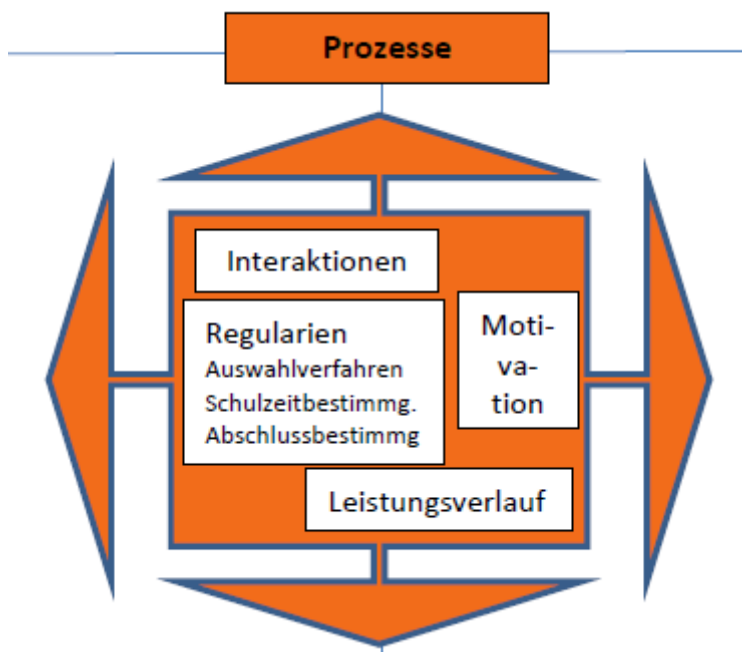 Prozesse
Interaktionen
Regularien
Auswahlverfahren
Schulzeitbestimmg.
Abschlussbestimmg
Moti-
va-
tion
Leistungsverlauf